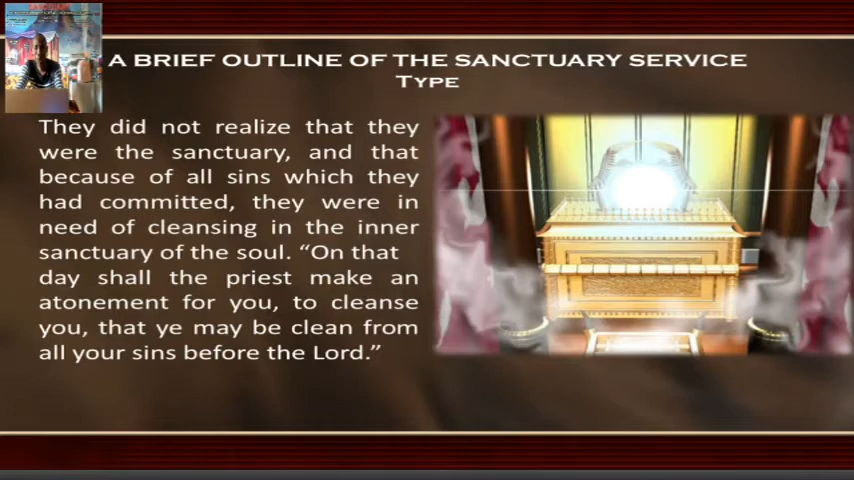 A BRIEF OUTLINE OF THE SANCTUARY SERVICE
TYPE
They did not realize that they
were the sanctuary, and that
because of all sins which they
had committed, they were in
need of cleansing in the inner
sanctuary of the soul. “On that
day shall the priest make an
atonement for you, to cleanse
you, that ye may be clean from
all your sins before the Lord.”